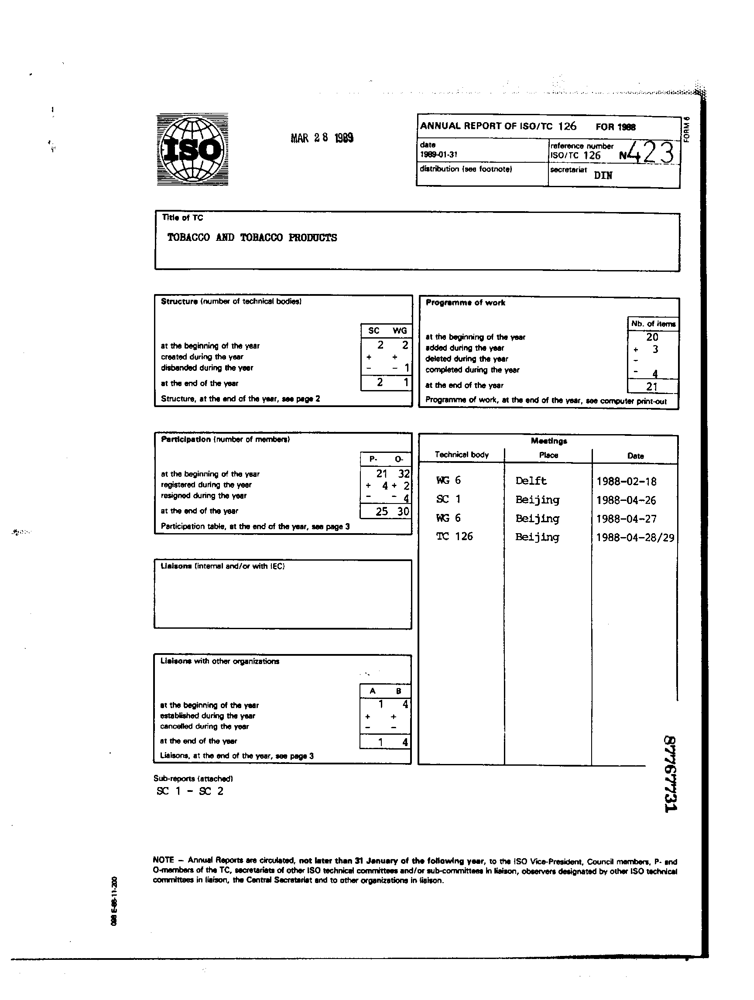 ISO
MAR 28 1989
ANNUAL REPORT OF ISO/TC 126 FOR 1988
FORM 6
date
1989-01-31
reference number
ISO/TC 126 N423
distribution (see footnote)
secretariat DIN
Title of TC
TOBACCO AND TOBACCO PRODUCTS
Structure (number of technical bodies)
SC WG
at the beginning of the year 2 2
created during the year + +
disbanded during the year - - 1
at the end of the year 2 1
Structure, at the end of the year, see page 2
Programme of work
Nb. of items
at the beginning of the year 20
added during the year + 3
deleted during the year -
completed during the year - 4
at the end of the year 21
Programme of work, at the end of the year, see computer print-out
Participation (number of members)
P- O-
at the beginning of the year 21 32
registered during the year + 4 + 2
resigned during the year - - 4
at the end of the year 25 30
Participation table, at the end of the year, see page 3
Meetings
Technical body Place Date
WG 6 Delft 1988-02-18
SC 1 Beijing 1988-04-26
WG 6 Beijing 1988-04-27
TC 126 Beijing 1988-04-28/29
Liaisons (internal and/or with IEC)
Liaisons with other organizations
A B
at the beginning of the year 1 4
established during the year + +
cancelled during the year - -
at the end of the year 1 4
Liaisons, at the end of the year, see page 3
Sub-reports (attached)
SC 1 - SC 2
87767731
NOTE – Annual Reports are circulated, not later than 31 January of the following year, to the ISO Vice-President, Council members, P- and
O-members of the TC, secretariats of other ISO technical committees and/or sub-committees in liaison, observers designated by other ISO technical
committees in liaison, the Central Secretariat and to other organizations in liaison.